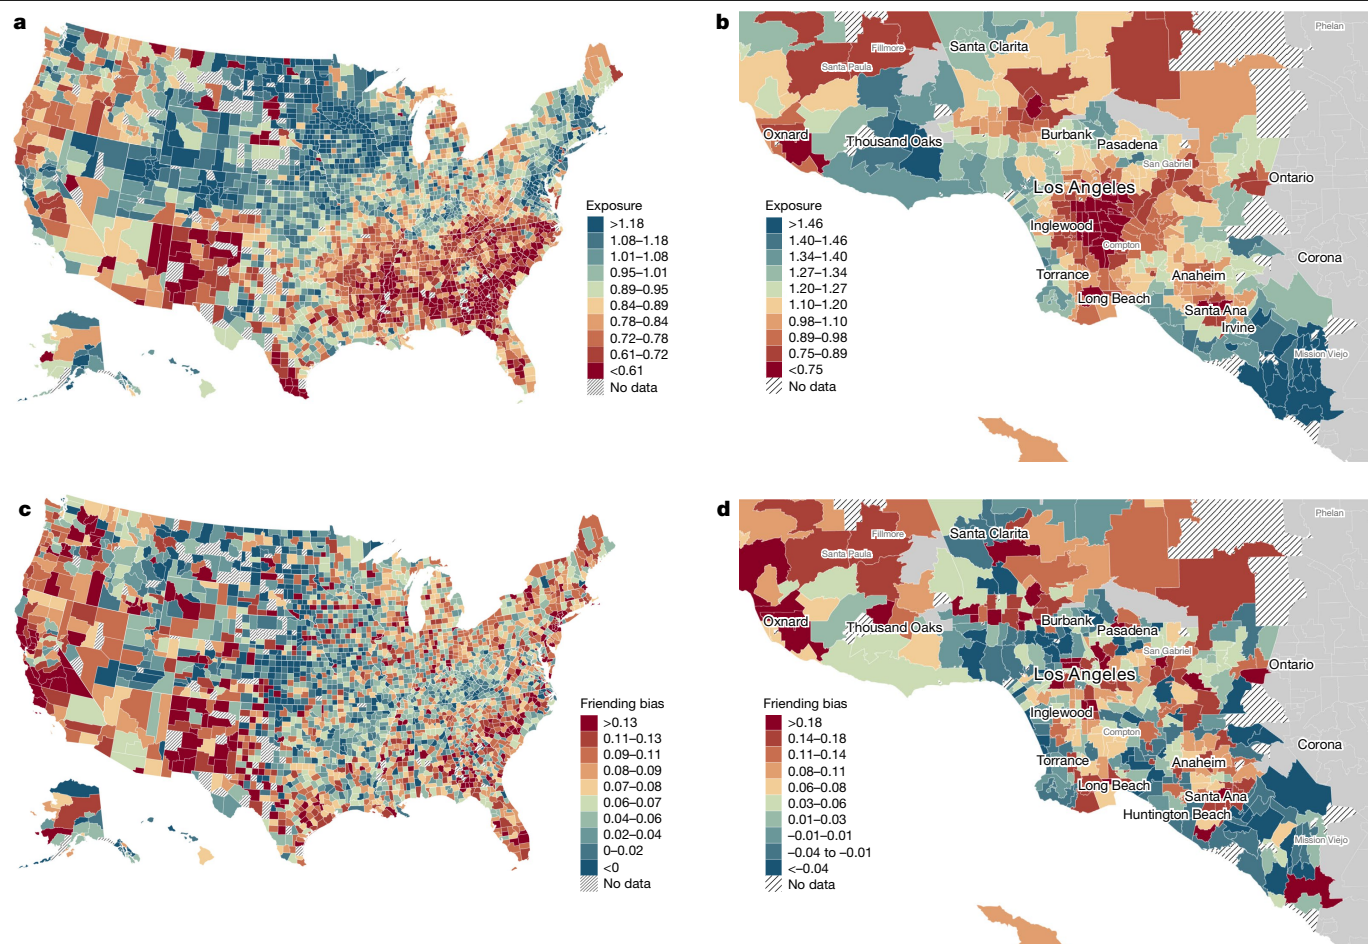 a
Exposure
>1.18
1.08–1.18
1.01–1.08
0.95–1.01
0.89–0.95
0.84–0.89
0.78–0.84
0.72–0.78
0.61–0.72
<0.61
No data
b
Phelan
Fillmore
Santa Clarita
Santa Paula
Oxnard
Thousand Oaks
Burbank
Pasadena
San Gabriel
Ontario
Los Angeles
Inglewood
Compton
Corona
Torrance
Anaheim
Long Beach
Santa Ana
Irvine
Mission Viejo
Exposure
>1.46
1.40–1.46
1.34–1.40
1.27–1.34
1.20–1.27
1.10–1.20
0.98–1.10
0.89–0.98
0.75–0.89
<0.75
No data
c
Friending bias
>0.13
0.11–0.13
0.09–0.11
0.08–0.09
0.07–0.08
0.06–0.07
0.04–0.06
0.02–0.04
0–0.02
<0
No data
d
Phelan
Fillmore
Santa Clarita
Santa Paula
Oxnard
Thousand Oaks
Burbank
Pasadena
San Gabriel
Ontario
Los Angeles
Inglewood
Compton
Corona
Torrance
Anaheim
Long Beach
Santa Ana
Huntington Beach
Mission Viejo
Friending bias
>0.18
0.14–0.18
0.11–0.14
0.08–0.11
0.06–0.08
0.03–0.06
0.01–0.03
–0.01–0.01
–0.04 to –0.01
<–0.04
No data